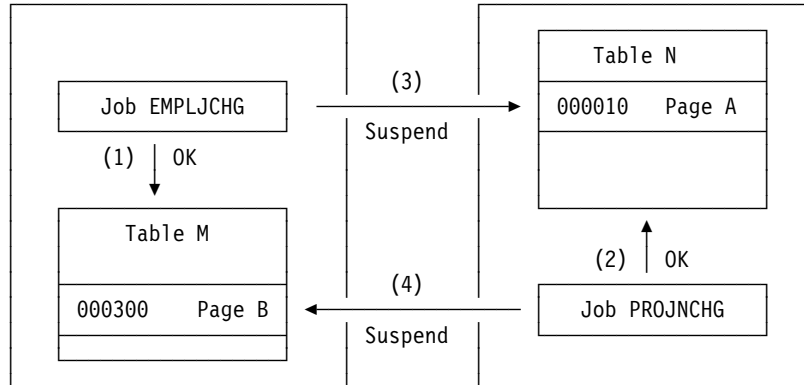 Table N
(3)
Job EMPLJCHG
000010 Page A
Suspend
(1) OK
Table M
(2) OK
(4)
000300 Page B
Job PROJNCHG
Suspend